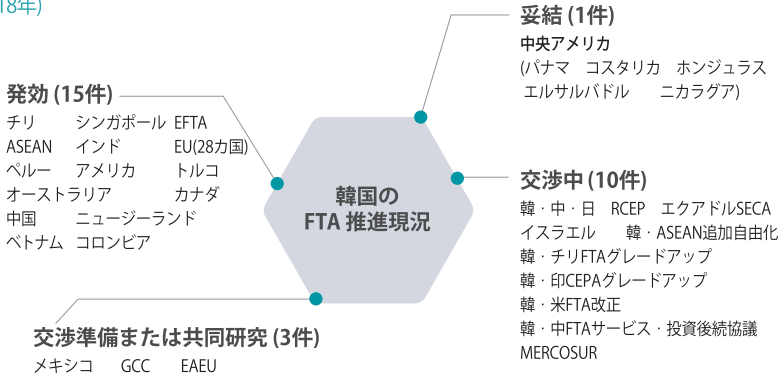 18年)
発効 (15件)
チリ シンガポール EFTA
ASEAN インド EU(28カ国)
ペルー アメリカ トルコ
オーストラリア カナダ
中国 ニュージーランド
ベトナム コロンビア
韓国の
FTA 推進現況
妥結 (1件)
中央アメリカ
(パナマ コスタリカ ホンジュラス
エルサルバドル ニカラグア)
交渉中 (10件)
韓・中・日 RCEP エクアドルSECA
イスラエル 韓・ASEAN追加自由化
韓・チリFTAグレードアップ
韓・印CEPAグレードアップ
韓・米FTA改正
韓・中FTAサービス・投資後続協議
MERCOSUR
交渉準備または共同研究 (3件)
メキシコ GCC EAEU